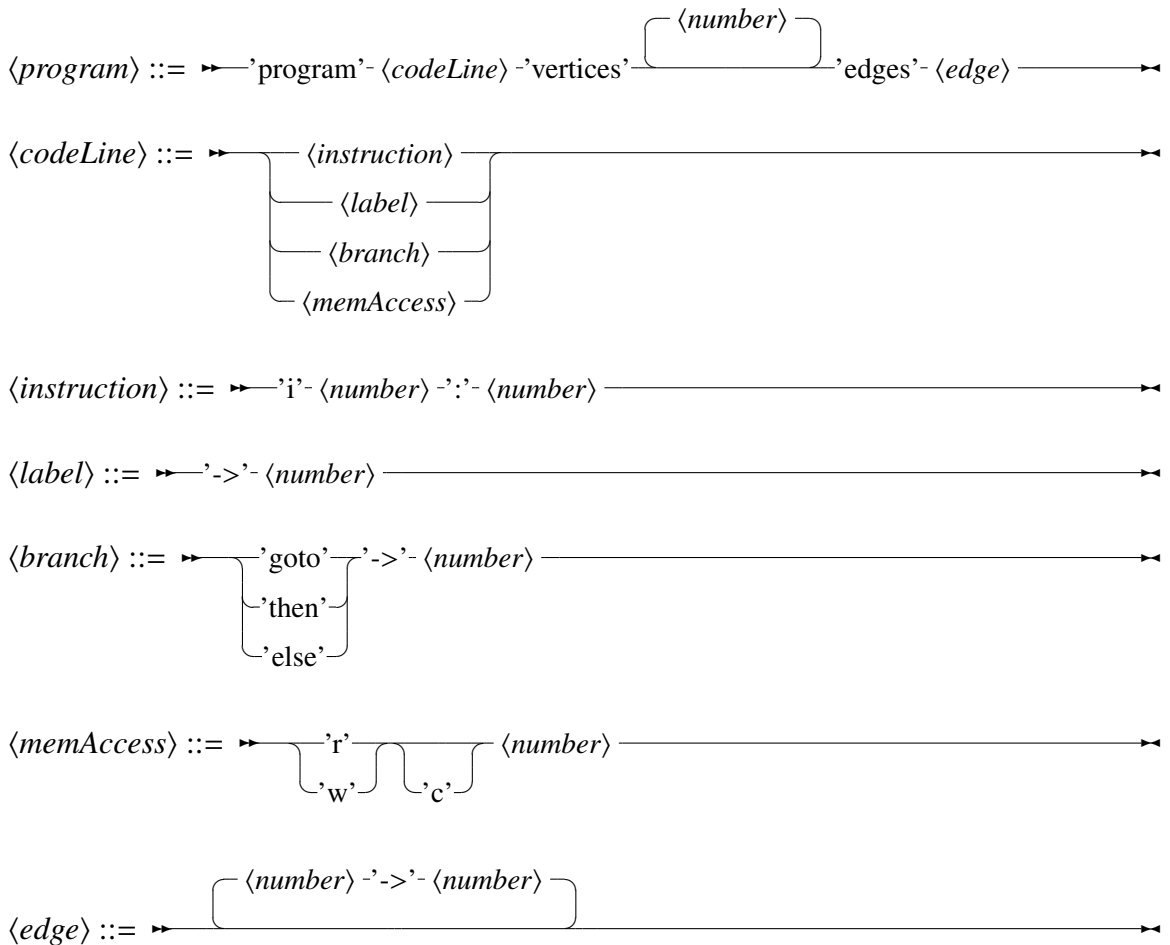 ⟨number⟩
⟨program⟩ ::= ’program’ ⟨codeLine⟩ ’vertices’ ’edges’ ⟨edge⟩
⟨codeLine⟩ ::= ⟨instruction⟩
⟨label⟩
⟨branch⟩
⟨memAccess⟩
⟨instruction⟩ ::= ’i’ ⟨number⟩ ’:’ ⟨number⟩
⟨label⟩ ::= ’->’ ⟨number⟩
⟨branch⟩ ::= ’goto’ ’->’ ⟨number⟩
’then’
’else’
⟨memAccess⟩ ::= ’r’ ⟨number⟩
’w’ ’c’
⟨number⟩ ’->’ ⟨number⟩
⟨edge⟩ ::=